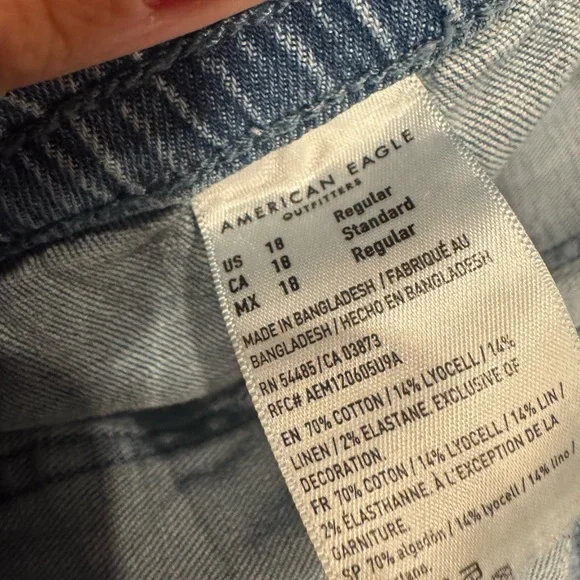 AMERICAN EAGLE
OUTFITTERS
US 18 Regular
CA 18 Standard
MX 18 Regular
MADE IN BANGLADESH / FABRIQUÉ AU
BANGLADESH / HECHO EN BANGLADESH
RN 54485 / CA 03873
RFC# AEM120605U9A
EN 70% COTTON / 14% LYOCELL / 14%
LINEN / 2% ELASTANE. EXCLUSIVE OF
DECORATION.
FR 70% COTON / 14% LYOCELL / 14% LIN /
2% ÉLASTHANNE. À L'EXCEPTION DE LA
GARNITURE.
SP 70% algodón / 14% lyocell / 14% lino /